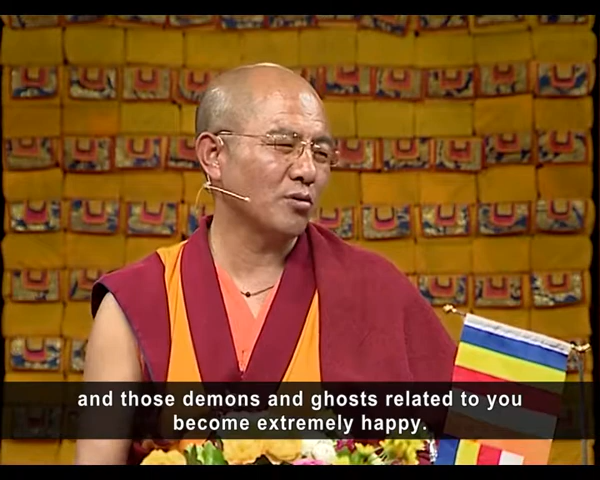 and those demons and ghosts related to you
become extremely happy.